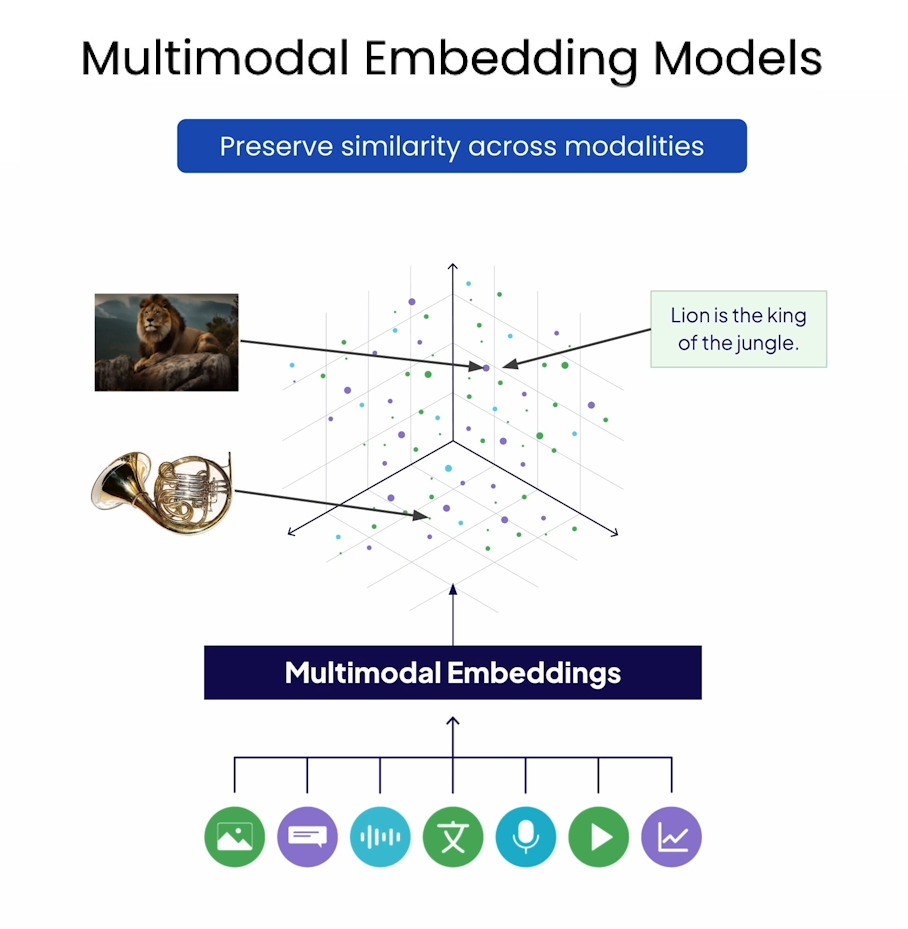 Multimodal Embedding Models
Preserve similarity across modalities
Lion is the king
of the jungle.
Multimodal Embeddings
文